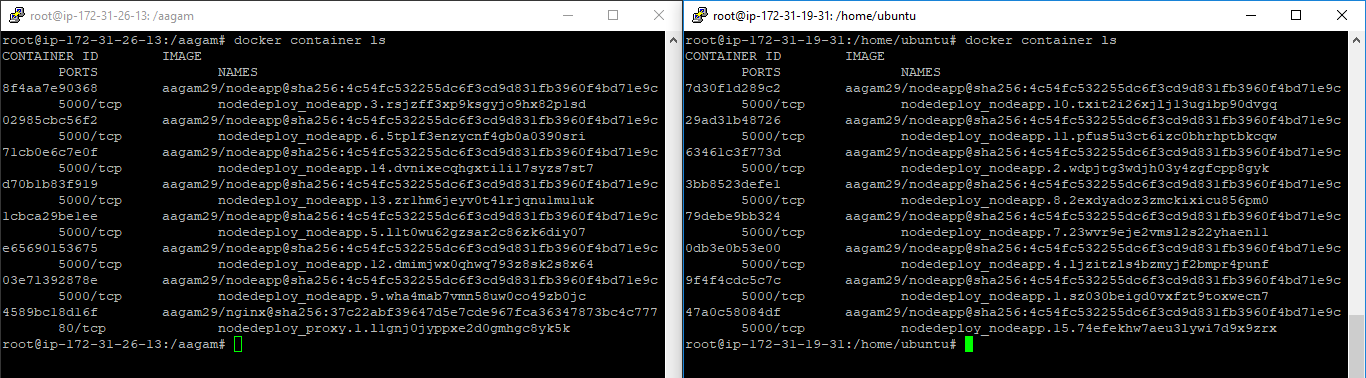 root@ip-172-31-26-13: /aagam
root@ip-172-31-26-13:/aagam# docker container ls
CONTAINER ID IMAGE
PORTS NAMES
8f4aa7e90368 aagam29/nodeapp@sha256:4c54fc532255dc6f3cd9d831fb3960f4bd71e9c
5000/tcp nodedeploy_nodeapp.3.rsjzff3xp9ksgyjo9hx82plsd
02985cbc56f2 aagam29/nodeapp@sha256:4c54fc532255dc6f3cd9d831fb3960f4bd71e9c
5000/tcp nodedeploy_nodeapp.6.5tplf3enzycnf4gb0a0390sri
71cb0e6c7e0f aagam29/nodeapp@sha256:4c54fc532255dc6f3cd9d831fb3960f4bd71e9c
5000/tcp nodedeploy_nodeapp.14.dvnixecqhgxtilil7syzs7st7
d70b1b83f919 aagam29/nodeapp@sha256:4c54fc532255dc6f3cd9d831fb3960f4bd71e9c
5000/tcp nodedeploy_nodeapp.13.zr1hm6jeyv0t4lrjqnulmuluk
1cbca29be1ee aagam29/nodeapp@sha256:4c54fc532255dc6f3cd9d831fb3960f4bd71e9c
5000/tcp nodedeploy_nodeapp.5.llt0wu62gzsar2c86zk6diy07
e65690153675 aagam29/nodeapp@sha256:4c54fc532255dc6f3cd9d831fb3960f4bd71e9c
5000/tcp nodedeploy_nodeapp.12.dmimjwx0qhwq793z8sk2s8x64
03e71392878e aagam29/nodeapp@sha256:4c54fc532255dc6f3cd9d831fb3960f4bd71e9c
5000/tcp nodedeploy_nodeapp.9.wha4mab7vmn58uw0co49zb0jc
4589bc18d16f aagam29/nginx@sha256:37c22abf39647d5e7cde967fca36347873bc4c777
80/tcp nodedeploy_proxy.1.llgnj0jyppxe2d0gmhgc8yk5k
root@ip-172-31-26-13:/aagam#
root@ip-172-31-19-31: /home/ubuntu
root@ip-172-31-19-31:/home/ubuntu# docker container ls
CONTAINER ID IMAGE
PORTS NAMES
7d30f1d289c2 aagam29/nodeapp@sha256:4c54fc532255dc6f3cd9d831fb3960f4bd71e9c
5000/tcp nodedeploy_nodeapp.10.txit2i26xjljl3ugibp90dvgq
29ad31b48726 aagam29/nodeapp@sha256:4c54fc532255dc6f3cd9d831fb3960f4bd71e9c
5000/tcp nodedeploy_nodeapp.11.pfus5u3ct6izc0bhrhptbkcqw
63461c3f773d aagam29/nodeapp@sha256:4c54fc532255dc6f3cd9d831fb3960f4bd71e9c
5000/tcp nodedeploy_nodeapp.2.wdpjtg3wdjh03y4zgfcpp8gyk
3bb8523defe1 aagam29/nodeapp@sha256:4c54fc532255dc6f3cd9d831fb3960f4bd71e9c
5000/tcp nodedeploy_nodeapp.8.2exdyadoz3zmckixicu856pm0
79debe9bb324 aagam29/nodeapp@sha256:4c54fc532255dc6f3cd9d831fb3960f4bd71e9c
5000/tcp nodedeploy_nodeapp.7.23wvr9eje2vmsl2s22yhaenll
0db3e0b53e00 aagam29/nodeapp@sha256:4c54fc532255dc6f3cd9d831fb3960f4bd71e9c
5000/tcp nodedeploy_nodeapp.4.ljzitzls4bzmyjf2bmpr4punf
9f4f4cdc5c7c aagam29/nodeapp@sha256:4c54fc532255dc6f3cd9d831fb3960f4bd71e9c
5000/tcp nodedeploy_nodeapp.1.sz030beigd0vxfzt9toxwecn7
47a0c58084df aagam29/nodeapp@sha256:4c54fc532255dc6f3cd9d831fb3960f4bd71e9c
5000/tcp nodedeploy_nodeapp.15.74efekhw7aeu3lywi7d9x9zrx
root@ip-172-31-19-31:/home/ubuntu#